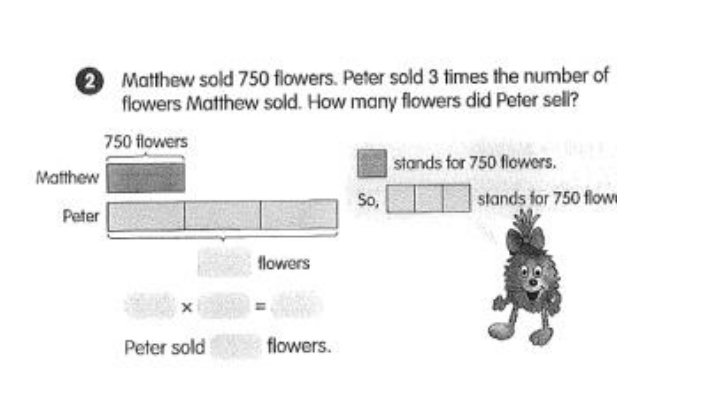 2 Matthew sold 750 flowers. Peter sold 3 times the number of
flowers Matthew sold. How many flowers did Peter sell?
750 flowers
Matthew
Peter
flowers
x =
Peter sold flowers.
stands for 750 flowers.
So, stands for 750